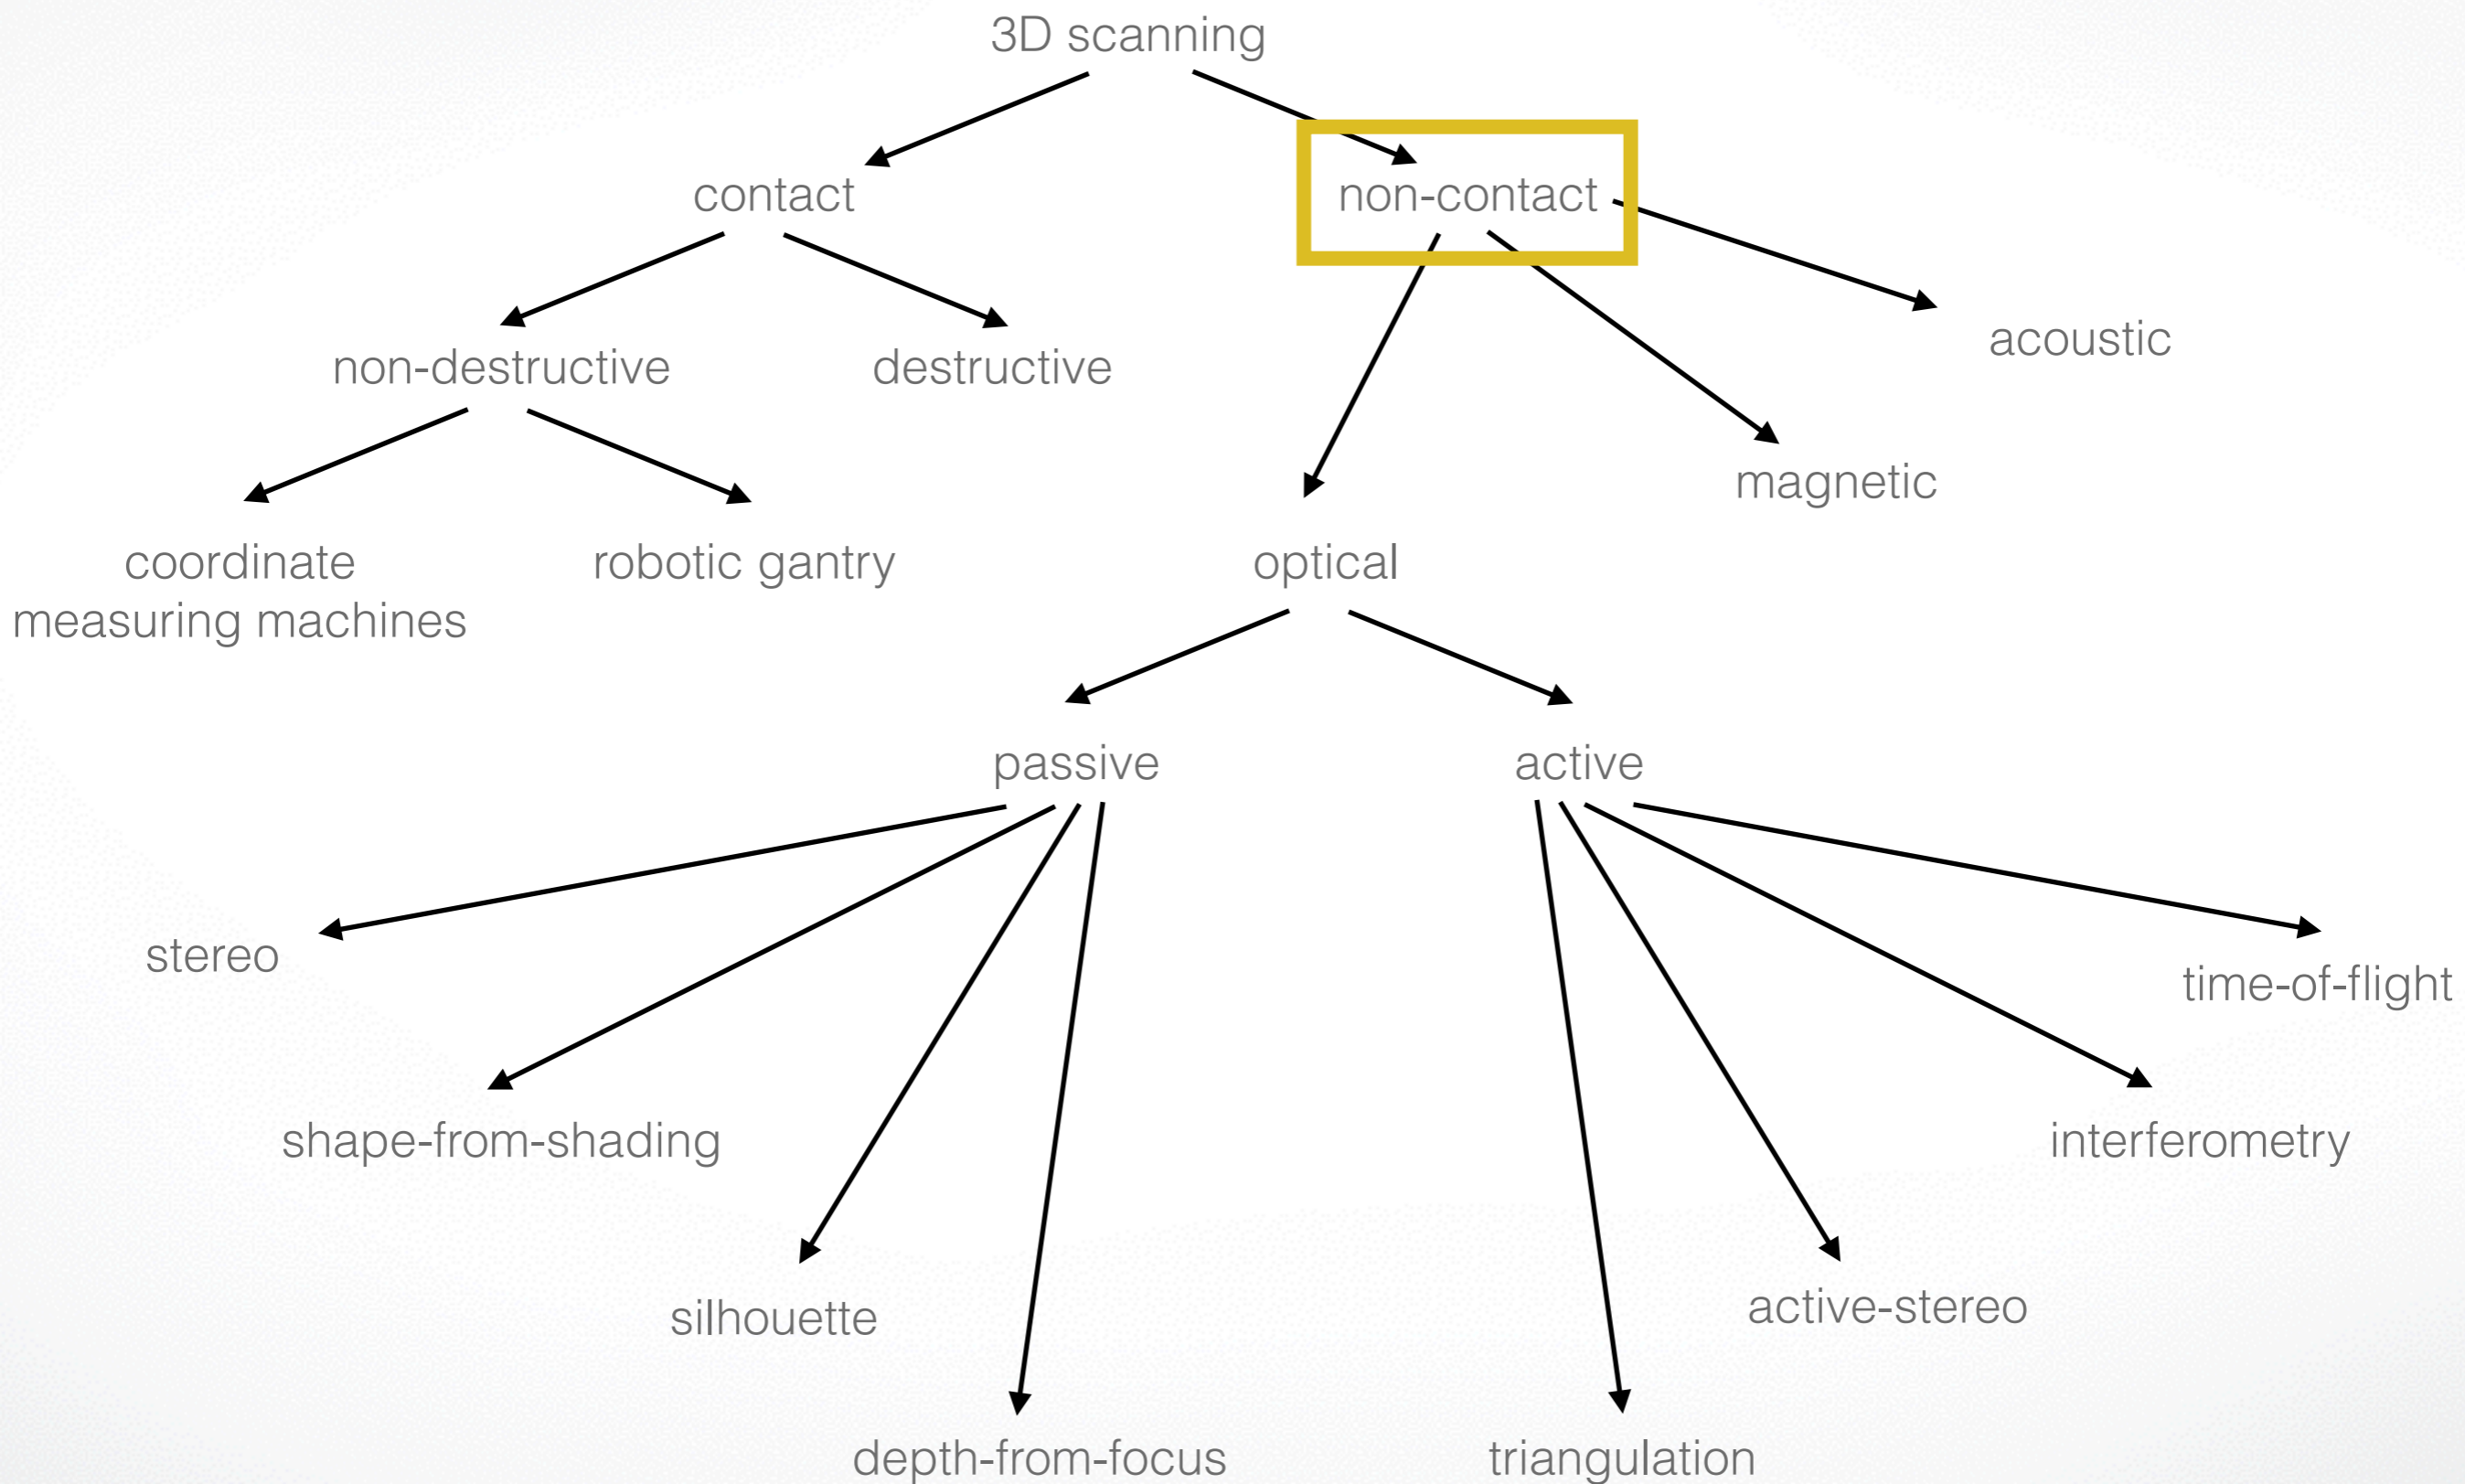 3D scanning
contact
non-contact
acoustic
non-destructive
destructive
magnetic
coordinate
measuring machines
robotic gantry
optical
passive
active
stereo
time-of-flight
shape-from-shading
interferometry
silhouette
active-stereo
depth-from-focus
triangulation